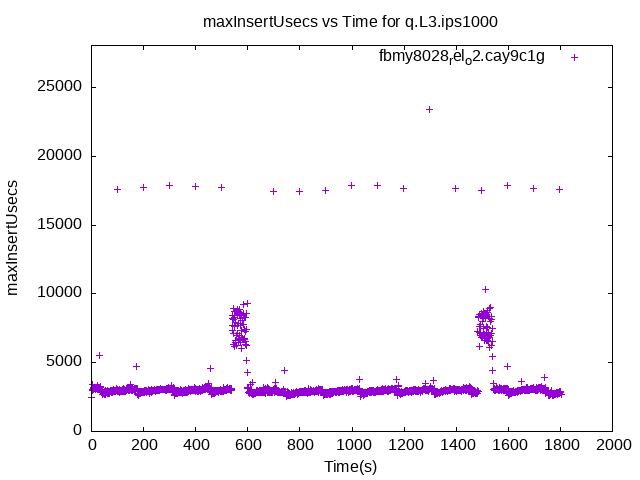 maxInsertUsecs vs Time for q.L3.ips1000
fbmy8028relo2.cay9c1g
25000
20000
15000
10000
5000
0
maxInsertUsecs
0 200 400 600 800 1000 1200 1400 1600 1800 2000
Time(s)